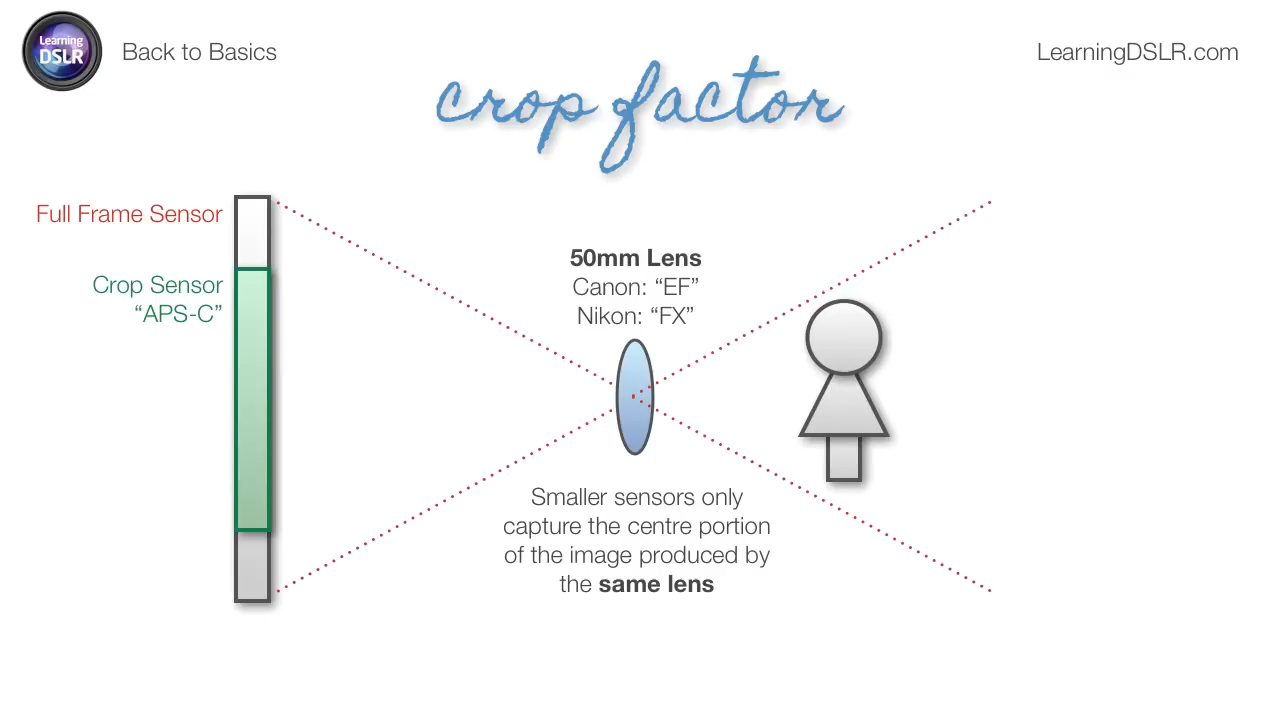 Learning
DSLR
Back to Basics
LearningDSLR.com
crop factor
Full Frame Sensor
Crop Sensor
“APS-C”
50mm Lens
Canon: “EF”
Nikon: “FX”
Smaller sensors only
capture the centre portion
of the image produced by
the same lens